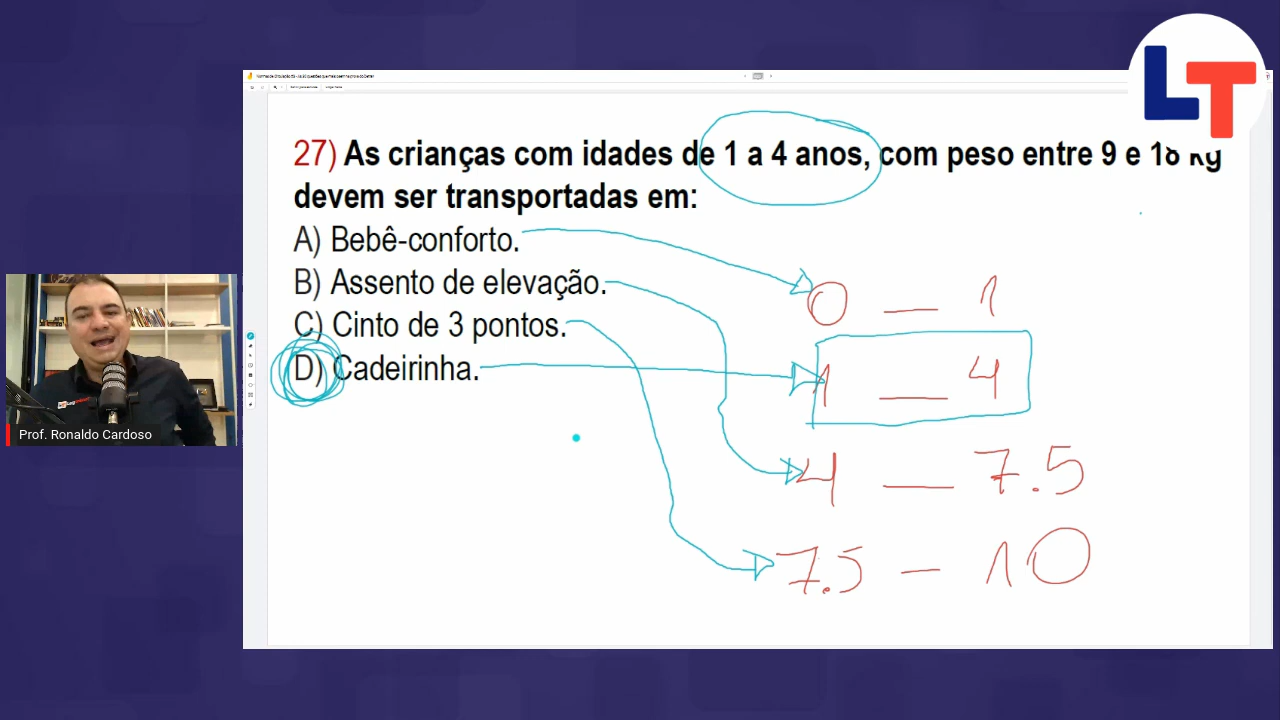 LT
27) As crianças com idades de 1 a 4 anos, com peso entre 9 e 18 kg
devem ser transportadas em:
A) Bebê-conforto.
B) Assento de elevação.
C) Cinto de 3 pontos.
D) Cadeirinha.
0 — 1
1 — 4
4 — 7.5
7.5 — 10
Prof. Ronaldo Cardoso